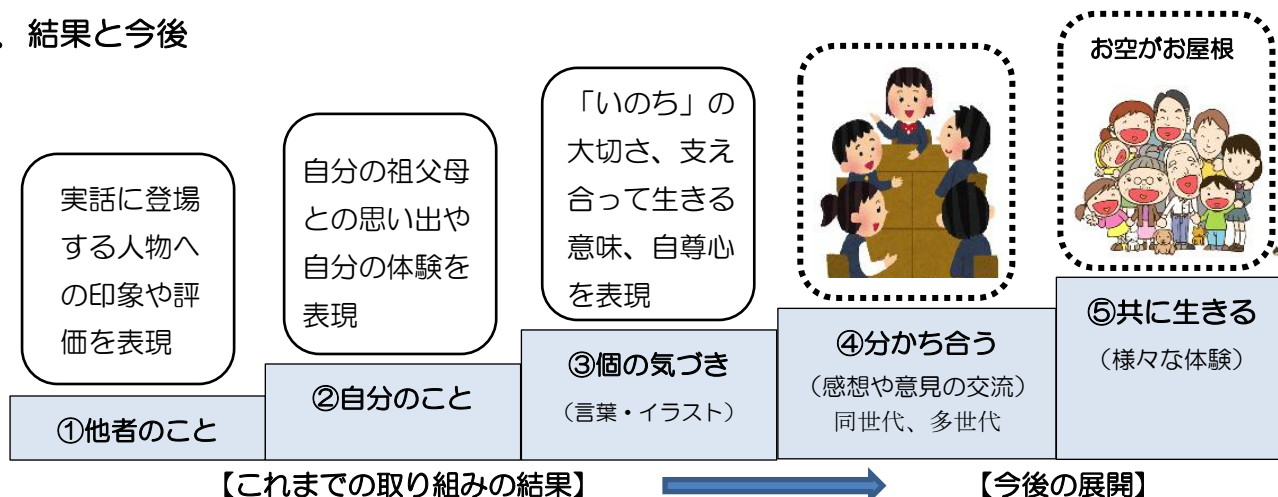 結果と今後
実話に登場
する人物へ
の印象や評
価を表現
①他者のこと
自分の祖父母
との思い出や
自分の体験を
表現
②自分のこと
「いのち」の
大切さ、支え
合って生きる
意味、自尊心
を表現
③個の気づき
（言葉・イラスト）
④分かち合う
（感想や意見の交流）
同世代、多世代
お空がお屋根
⑤共に生きる
（様々な体験）
【これまでの取り組みの結果】
【今後の展開】